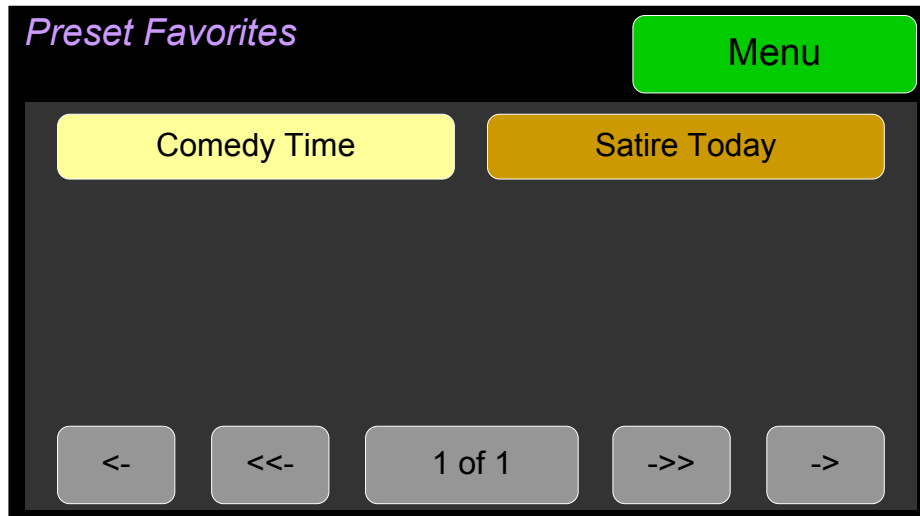 Preset Favorites
Menu
Comedy Time
Satire Today
<-
<<-
1 of 1
->>
->